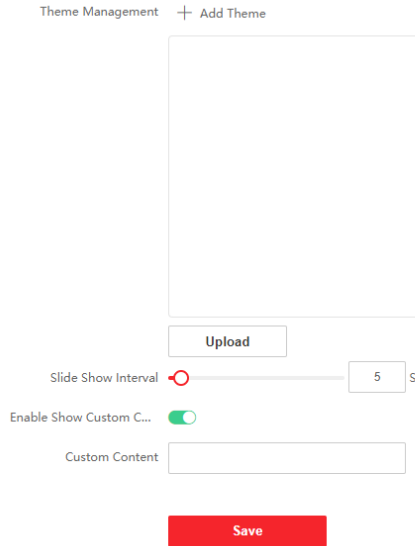 Theme Management + Add Theme
Upload
Slide Show Interval 5 S
Enable Show Custom C...
Custom Content
Save